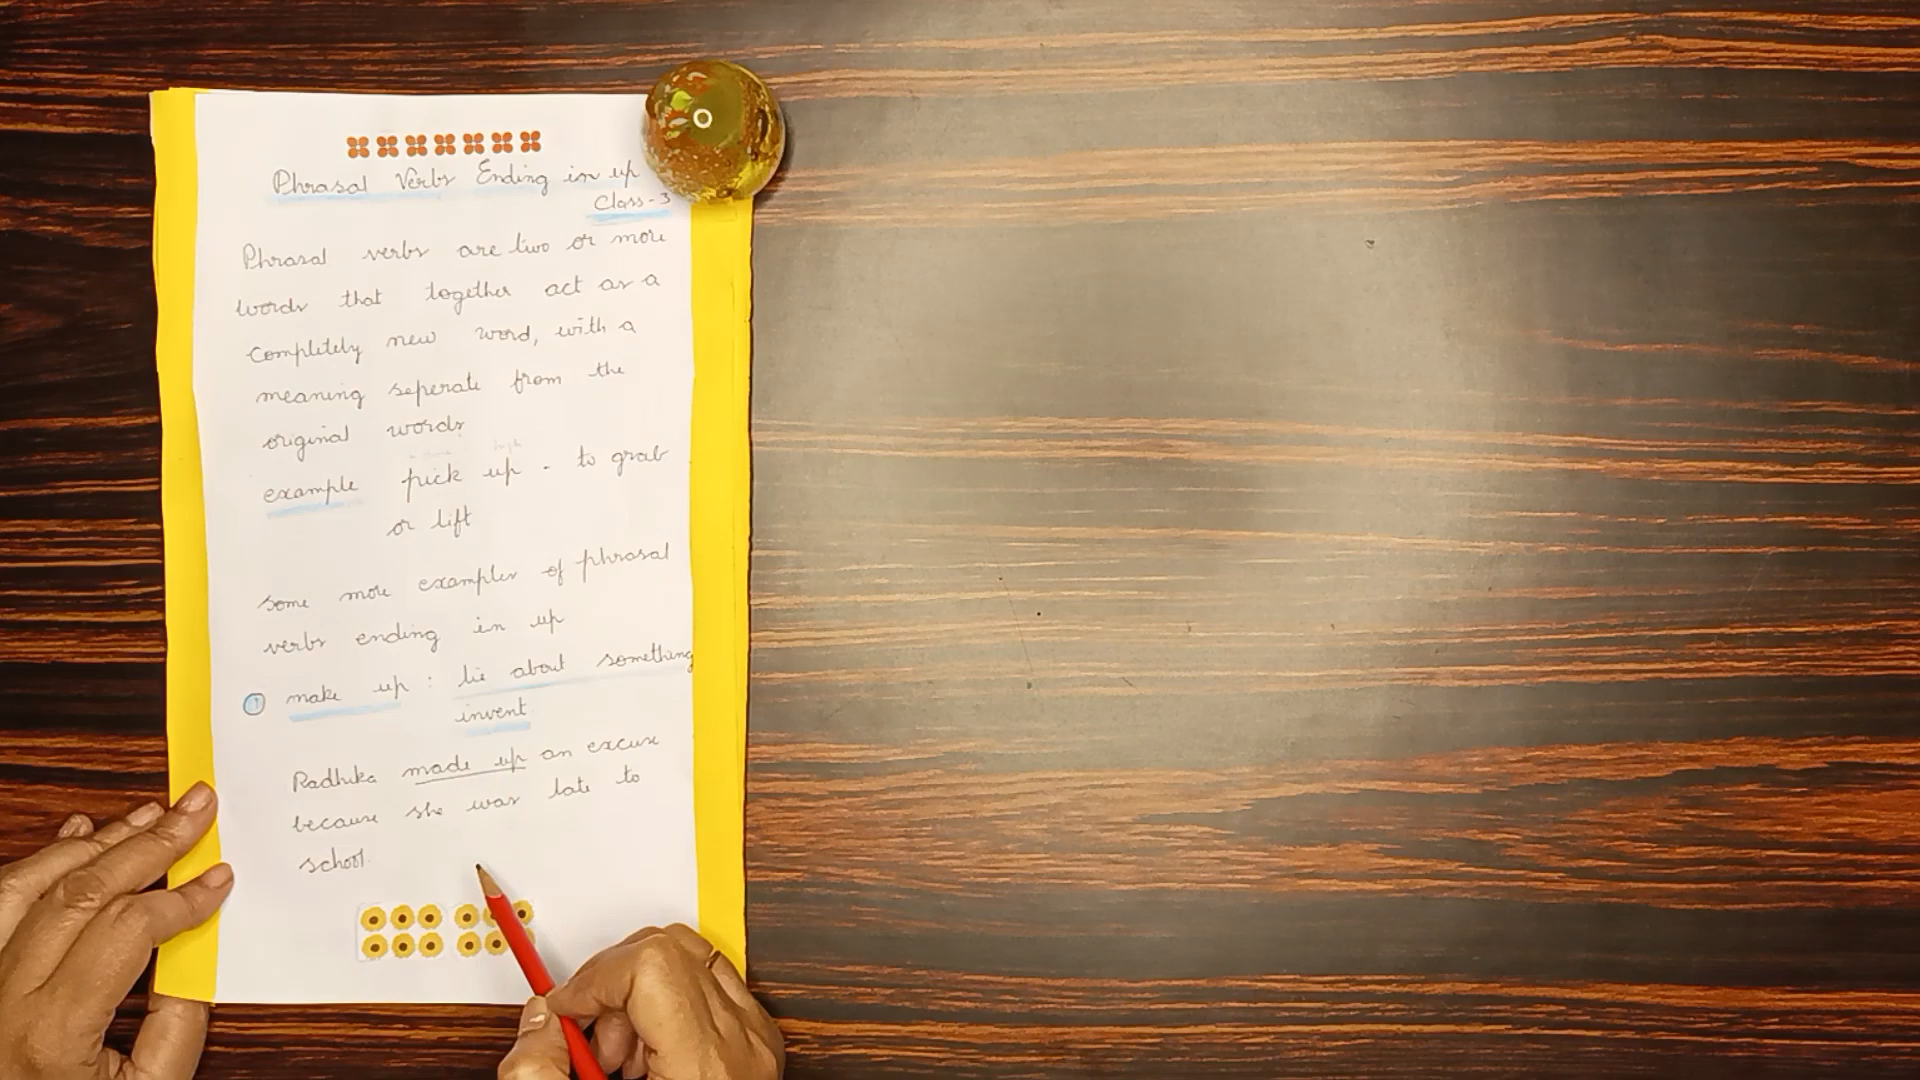 Phrasal Verbs Ending in up
Class - 3
Phrasal verbs are two or more
words that together act as a
completely new word, with a
meaning seperate from the
original words
example pick up - to grab
or lift
some more examples of phrasal
verbs ending in up
1 make up : lie about something
invent
Radhika made up an excuse
because she was late to
school.